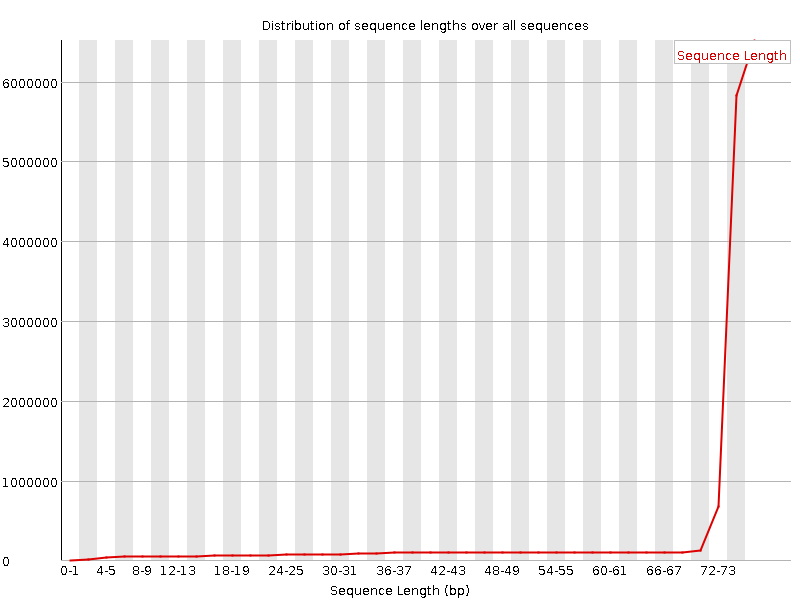 Distribution of sequence lengths over all sequences
Sequence Length
6000000
5000000
4000000
3000000
2000000
1000000
0
0-1 4-5 8-9 12-13 18-19 24-25 30-31 36-37 42-43 48-49 54-55 60-61 66-67 72-73
Sequence Length (bp)